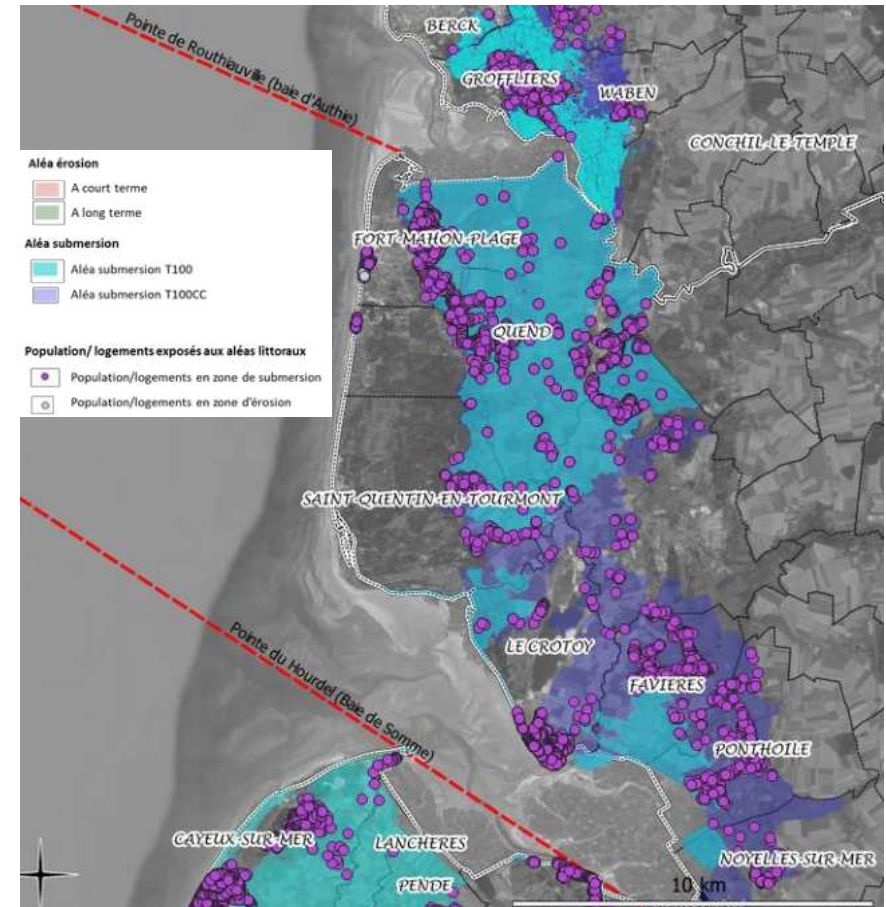 BERCK
Pointe de Routhiauville (baie d'Authie)
GROFFLIERS
WABEN
CONCHIL-LE-TEMPLE
Aléa érosion
A court terme
A long terme
Aléa submersion
Aléa submersion T100
Aléa submersion T100CC
Population/ logements exposés aux aléas littoraux
Population/logements en zone de submersion
Population/logements en zone d'érosion
FORT-MAHON-PLAGE
QUEND
SAINT-QUENTIN-EN-TOURMONT
Pointe du Hourdel (Baie de Somme)
LE CROTOY
FAVIERES
PONTHOILE
CAYEUX-SUR-MER
LANCHERES
NOYELLES-SUR-MER
PENDE
10 km